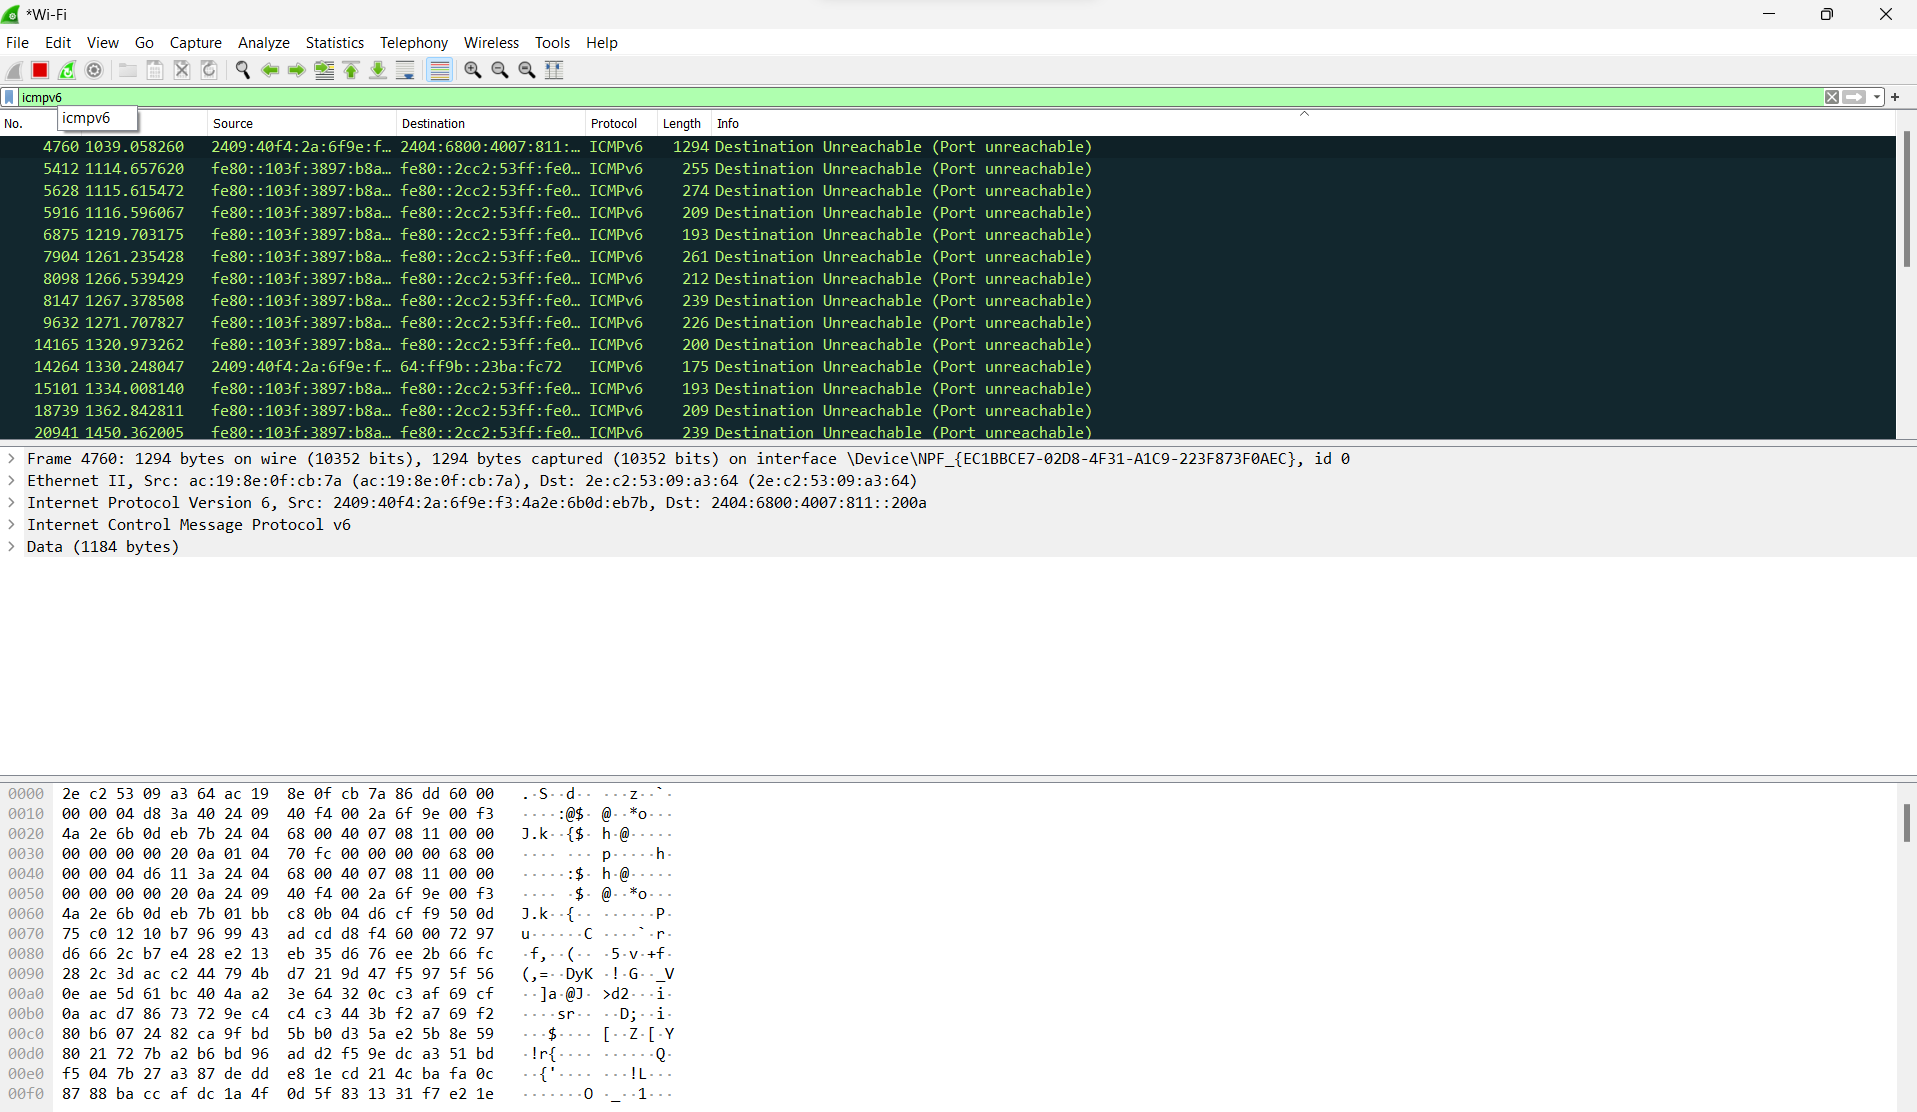 *Wi-Fi
File Edit View Go Capture Analyze Statistics Telephony Wireless Tools Help
icmpv6
icmpv6
No. Source Destination Protocol Length Info
4760 1039.058260 2409:40f4:2a:6f9e:f… 2404:6800:4007:811:… ICMPv6 1294 Destination Unreachable (Port unreachable)
5412 1114.657620 fe80::103f:3897:b8a… fe80::2cc2:53ff:fe0… ICMPv6 255 Destination Unreachable (Port unreachable)
5628 1115.615472 fe80::103f:3897:b8a… fe80::2cc2:53ff:fe0… ICMPv6 274 Destination Unreachable (Port unreachable)
5916 1116.596067 fe80::103f:3897:b8a… fe80::2cc2:53ff:fe0… ICMPv6 209 Destination Unreachable (Port unreachable)
6875 1219.703175 fe80::103f:3897:b8a… fe80::2cc2:53ff:fe0… ICMPv6 193 Destination Unreachable (Port unreachable)
7904 1261.235428 fe80::103f:3897:b8a… fe80::2cc2:53ff:fe0… ICMPv6 261 Destination Unreachable (Port unreachable)
8098 1266.539429 fe80::103f:3897:b8a… fe80::2cc2:53ff:fe0… ICMPv6 212 Destination Unreachable (Port unreachable)
8147 1267.378508 fe80::103f:3897:b8a… fe80::2cc2:53ff:fe0… ICMPv6 239 Destination Unreachable (Port unreachable)
9632 1271.707827 fe80::103f:3897:b8a… fe80::2cc2:53ff:fe0… ICMPv6 226 Destination Unreachable (Port unreachable)
14165 1320.973262 fe80::103f:3897:b8a… fe80::2cc2:53ff:fe0… ICMPv6 200 Destination Unreachable (Port unreachable)
14264 1330.248047 2409:40f4:2a:6f9e:f… 64:ff9b::23ba:fc72 ICMPv6 175 Destination Unreachable (Port unreachable)
15101 1334.008140 fe80::103f:3897:b8a… fe80::2cc2:53ff:fe0… ICMPv6 193 Destination Unreachable (Port unreachable)
18739 1362.842811 fe80::103f:3897:b8a… fe80::2cc2:53ff:fe0… ICMPv6 209 Destination Unreachable (Port unreachable)
20941 1450.362005 fe80::103f:3897:b8a… fe80::2cc2:53ff:fe0… ICMPv6 239 Destination Unreachable (Port unreachable)
Frame 4760: 1294 bytes on wire (10352 bits), 1294 bytes captured (10352 bits) on interface \Device\NPF_{EC1BBCE7-02D8-4F31-A1C9-223F873F0AEC}, id 0
Ethernet II, Src: ac:19:8e:0f:cb:7a (ac:19:8e:0f:cb:7a), Dst: 2e:c2:53:09:a3:64 (2e:c2:53:09:a3:64)
Internet Protocol Version 6, Src: 2409:40f4:2a:6f9e:f3:4a2e:6b0d:eb7b, Dst: 2404:6800:4007:811::200a
Internet Control Message Protocol v6
Data (1184 bytes)
0000 2e c2 53 09 a3 64 ac 19 8e 0f cb 7a 86 dd 60 00 .·S··d·· ···z··`·
0010 00 00 04 d8 3a 40 24 09 40 f4 00 2a 6f 9e 00 f3 ····:@$· @··*o···
0020 4a 2e 6b 0d eb 7b 24 04 68 00 40 07 08 11 00 00 J.k··{$· h·@·····
0030 00 00 00 00 20 0a 01 04 70 fc 00 00 00 00 68 00 ···· ··· p·····h·
0040 00 00 04 d6 11 3a 24 04 68 00 40 07 08 11 00 00 ·····:$· h·@·····
0050 00 00 00 00 20 0a 24 09 40 f4 00 2a 6f 9e 00 f3 ···· ·$· @··*o···
0060 4a 2e 6b 0d eb 7b 01 bb c8 0b 04 d6 cf f9 50 0d J.k··{·· ······P·
0070 75 c0 12 10 b7 96 99 43 ad cd d8 f4 60 00 72 97 u······C ····`·r·
0080 d6 66 2c b7 e4 28 e2 13 eb 35 d6 76 ee 2b 66 fc ·f,··(·· ·5·v·+f·
0090 28 2c 3d ac c2 44 79 4b d7 21 9d 47 f5 97 5f 56 (,=··DyK ·!·G··_V
00a0 0e ae 5d 61 bc 40 4a a2 3e 64 32 0c c3 af 69 cf ··]a·@J· >d2···i·
00b0 0a ac d7 86 73 72 9e c4 c4 c3 44 3b f2 a7 69 f2 ····sr·· ··D;··i·
00c0 80 b6 07 24 82 ca 9f bd 5b b0 d3 5a e2 5b 8e 59 ···$···· [··Z·[·Y
00d0 80 21 72 7b a2 b6 bd 96 ad d2 f5 9e dc a3 51 bd ·!r{···· ······Q·
00e0 f5 04 7b 27 a3 87 de dd e8 1e cd 21 4c ba fa 0c ··{'···· ···!L···
00f0 87 88 ba cc af dc 1a 4f 0d 5f 83 13 31 f7 e2 1e ·······O ·_··1···